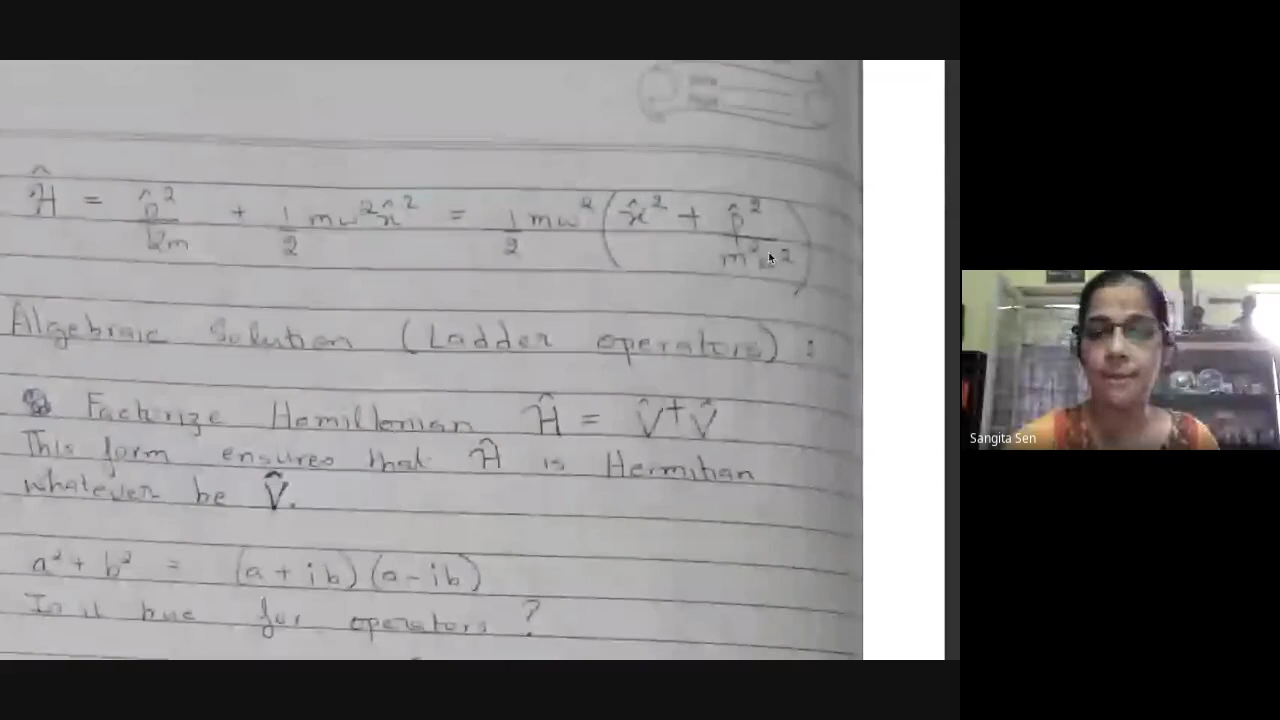 Ĥ = p̂²/2m + 1/2 mω²x̂² = 1/2 mω² (x̂² + p̂²/m²ω²)
Algebraic Solution (Ladder operators) :
Factorize Hamiltonian Ĥ = V̂†V̂
This form ensures that Ĥ is Hermitian
whatever be V̂.
a² + b² = (a + ib)(a - ib)
Is it true for operators ?
Sangita Sen